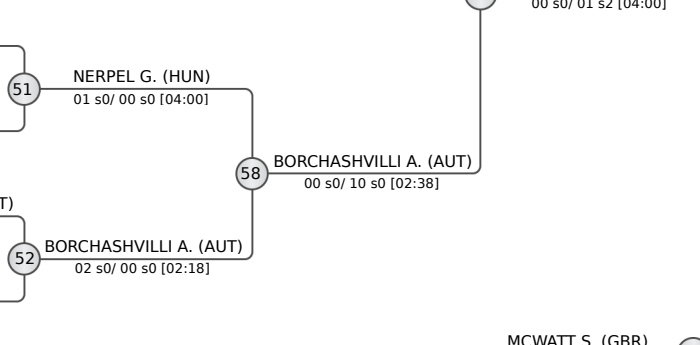 00 s0/ 01 s2 [04:00]
NERPEL G. (HUN)
51
01 s0/ 00 s0 [04:00]
BORCHASHVILLI A. (AUT)
58
00 s0/ 10 s0 [02:38]
T)
BORCHASHVILLI A. (AUT)
52
02 s0/ 00 s0 [02:18]
MCWATT S. (GBR)